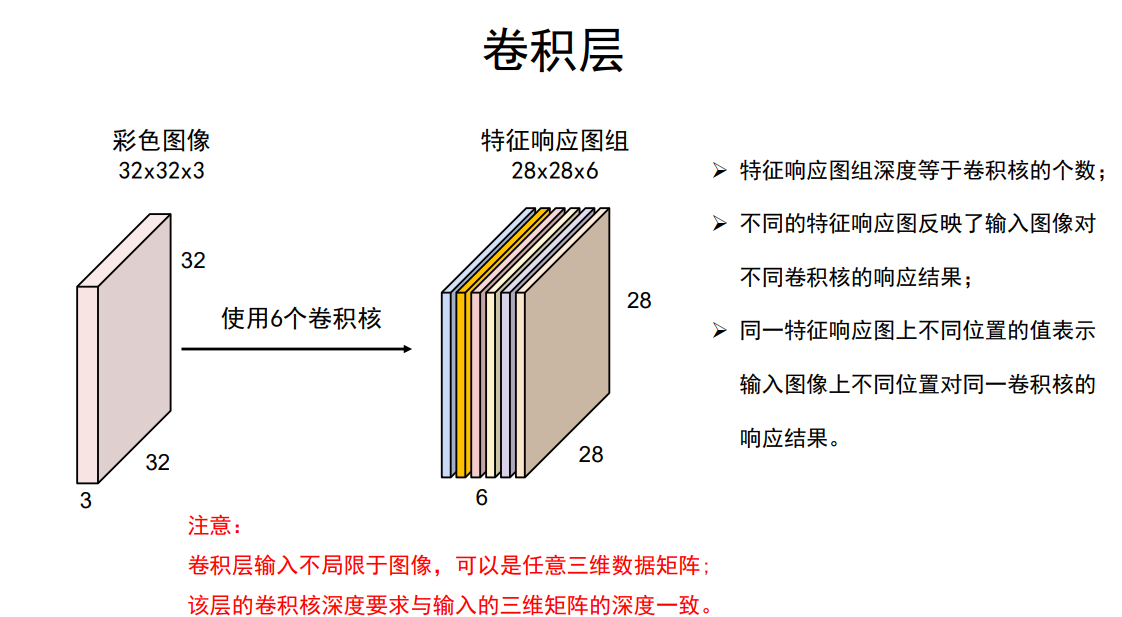 卷积层
彩色图像
32x32x3
特征响应图组
28x28x6
32
使用6个卷积核
32
3
28
28
6
➢ 特征响应图组深度等于卷积核的个数；
➢ 不同的特征响应图反映了输入图像对
不同卷积核的响应结果；
➢ 同一特征响应图上不同位置的值表示
输入图像上不同位置对同一卷积核的
响应结果。
注意：
卷积层输入不局限于图像，可以是任意三维数据矩阵；
该层的卷积核深度要求与输入的三维矩阵的深度一致。